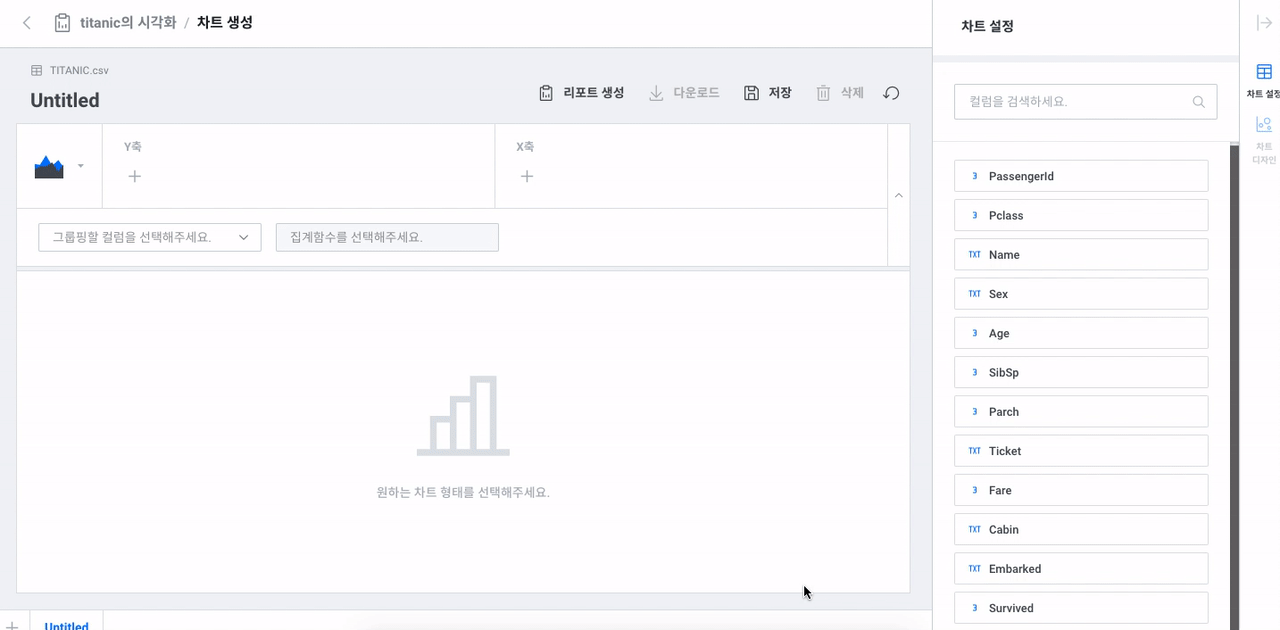 titanic의 시각화 / 차트 생성
차트 설정
TITANIC.csv
Untitled
리포트 생성
다운로드
저장
삭제
Y축
X축
그룹핑할 컬럼을 선택해주세요.
집계함수를 선택해주세요.
원하는 차트 형태를 선택해주세요.
Untitled
컬럼을 검색하세요.
3 PassengerId
3 Pclass
TXT Name
TXT Sex
3 Age
3 SibSp
3 Parch
TXT Ticket
3 Fare
TXT Cabin
TXT Embarked
3 Survived
차트 설정
차트
디자인